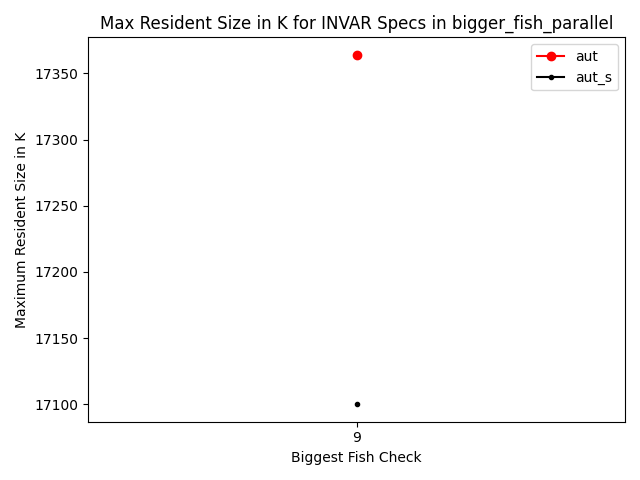 Max Resident Size in K for INVAR Specs in bigger_fish_parallel
aut
aut_s
Maximum Resident Size in K
17350
17300
17250
17200
17150
17100
9
Biggest Fish Check